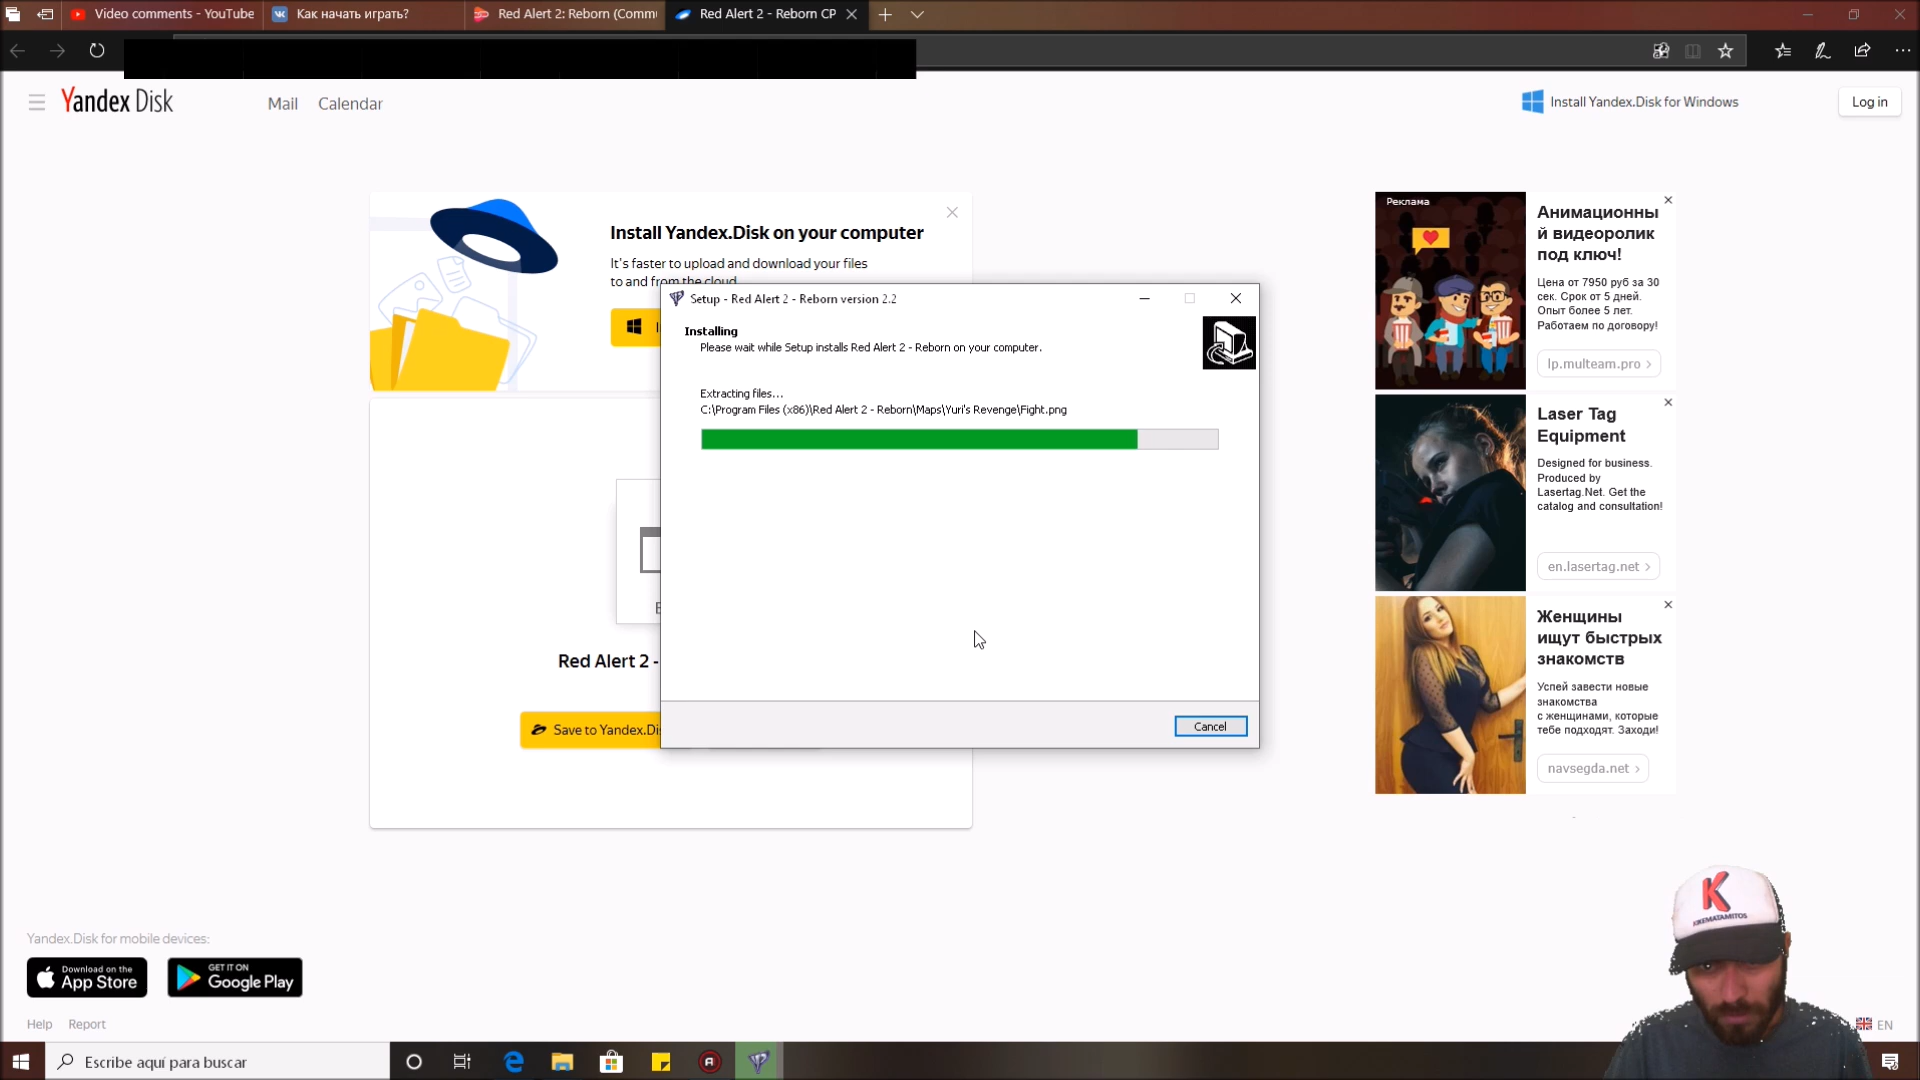 Video comments - YouTube
Как начать играть?
Red Alert 2: Reborn (Commu
Red Alert 2 - Reborn CP
Yandex Disk
Mail
Calendar
Install Yandex.Disk for Windows
Log in
Install Yandex.Disk on your computer
It's faster to upload and download your files
to and from the cloud
Setup - Red Alert 2 - Reborn version 2.2
Installing
Please wait while Setup installs Red Alert 2 - Reborn on your computer.
Extracting files...
C:\Program Files (x86)\Red Alert 2 - Reborn\Maps\Yuri's Revenge\Fight.png
Cancel
Red Alert 2 -
Save to Yandex.Dis
Реклама
Анимационны
й видеоролик
под ключ!
Цена от 7950 руб за 30
сек. Срок от 5 дней.
Опыт более 5 лет.
Работаем по договору!
lp.multeam.pro
Laser Tag
Equipment
Designed for business.
Produced by
Lasertag.Net. Get the
catalog and consultation!
en.lasertag.net
Женщины
ищут быстрых
знакомств
Успей завести новые
знакомства
с женщинами, которые
тебе подходят. Заходи!
navsegda.net
Yandex.Disk for mobile devices:
Download on the
App Store
GET IT ON
Google Play
Help
Report
K
EN
Escribe aquí para buscar